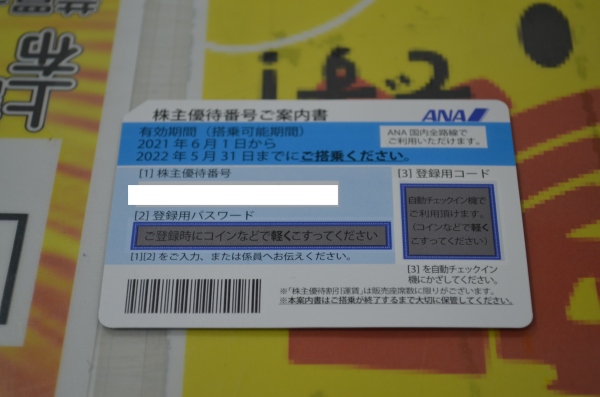 株主優待番号ご案内書
ANA
有効期間（搭乗可能期間）
2021年6月1日から
2022年5月31日までにご搭乗ください。
ANA国内全路線で
ご利用いただけます。
[1] 株主優待番号
[2] 登録用パスワード
ご登録時にコインなどで軽くこすってください
[1][2] をご入力、または係員へお伝えください。
[3] 登録用コード
自動チェックイン機で
ご利用頂けます。
（コインなどで軽く
こすってください）
[3] を自動チェックイン
機にかざしてください。
※「株主優待割引運賃」は販売座席数に限りがございます。
※本案内書はご搭乗が終了するまで大切に保管してください。